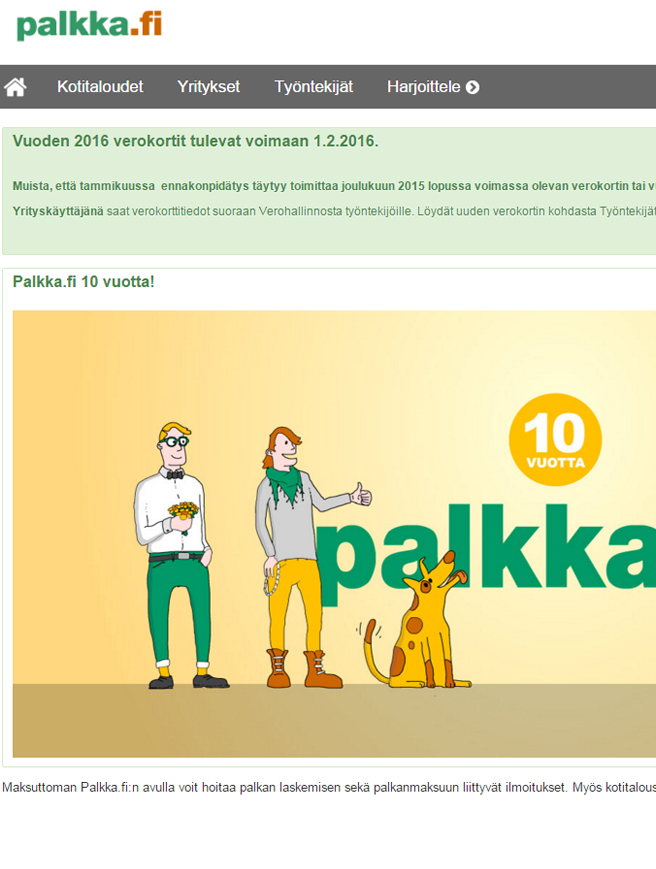 palkka.fi
Kotitaloudet Yritykset Työntekijät Harjoittele
Vuoden 2016 verokortit tulevat voimaan 1.2.2016.
Muista, että tammikuussa ennakonpidätys täytyy toimittaa joulukuun 2015 lopussa voimassa olevan verokortin tai
Yrityskäyttäjänä saat verokorttitiedot suoraan Verohallinnosta työntekijöille. Löydät uuden verokortin kohdasta Työntekijät
Palkka.fi 10 vuotta!
10
VUOTTA
palkka
Maksuttoman Palkka.fi:n avulla voit hoitaa palkan laskemisen sekä palkanmaksuun liittyvät ilmoitukset. Myös kotitalous